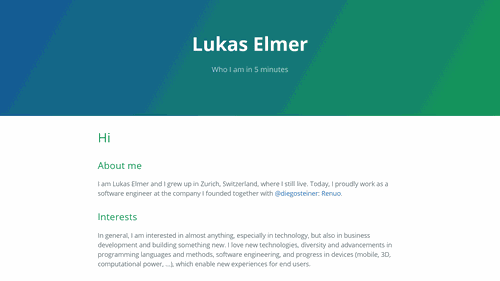 Lukas Elmer
Who I am in 5 minutes
Hi
About me
I am Lukas Elmer and I grew up in Zurich, Switzerland, where I still live. Today, I proudly work as a
software engineer at the company I founded together with @diegosteiner: Renuo.
Interests
In general, I am interested in almost anything, especially in technology, but also in business
development and building something new. I love new technologies, diversity and advancements in
programming languages and methods, software engineering, and progress in devices (mobile, 3D,
computational power, ...), which enable new experiences for end users.